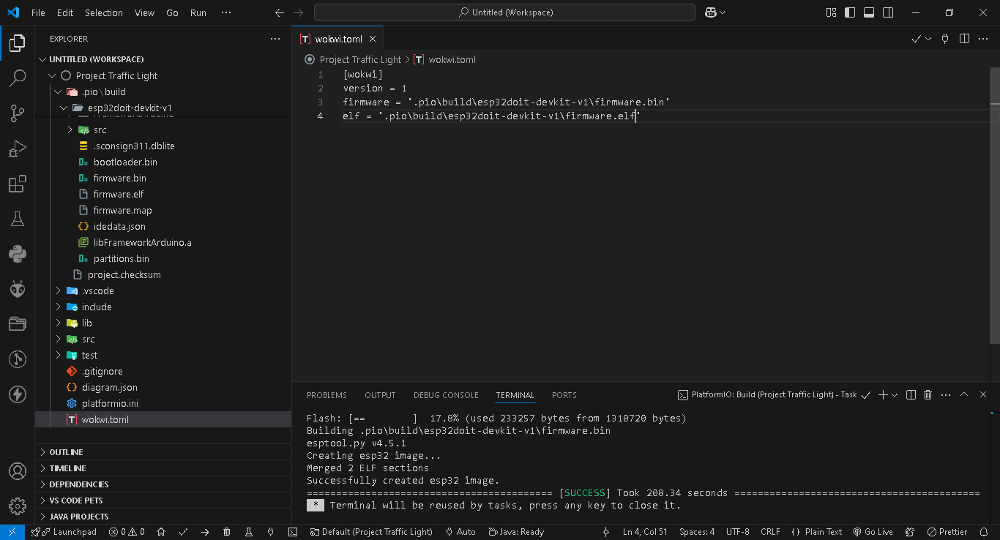 File Edit Selection View Go Run ··· Untitled (Workspace)
EXPLORER ···
UNTITLED (WORKSPACE)
Project Traffic Light
.pio\build
esp32doit-devkit-v1
src
.sconsign311.dblite
bootloader.bin
firmware.bin
firmware.elf
firmware.map
idedata.json
libFrameworkArduino.a
partitions.bin
project.checksum
.vscode
include
lib
src
test
.gitignore
diagram.json
platformio.ini
wokwi.toml
OUTLINE
TIMELINE
DEPENDENCIES
VS CODE PETS
JAVA PROJECTS
wokwi.toml
Project Traffic Light > wokwi.toml
1 [wokwi]
2 version = 1
3 firmware = '.pio\build\esp32doit-devkit-v1\firmware.bin'
4 elf = '.pio\build\esp32doit-devkit-v1\firmware.elf'
PROBLEMS OUTPUT DEBUG CONSOLE TERMINAL PORTS PlatformIO: Build (Project Traffic Light) - Task
Flash: [==        ]  17.8% (used 233257 bytes from 1310720 bytes)
Building .pio\build\esp32doit-devkit-v1\firmware.bin
esptool.py v4.5.1
Creating esp32 image...
Merged 2 ELF sections
Successfully created esp32 image.
========================================== [SUCCESS] Took 208.34 seconds ==========================================
* Terminal will be reused by tasks, press any key to close it.
Launchpad 0 0 Default (Project Traffic Light) Auto Java: Ready Ln 4, Col 51 Spaces: 4 UTF-8 CRLF {} Plain Text Go Live Prettier